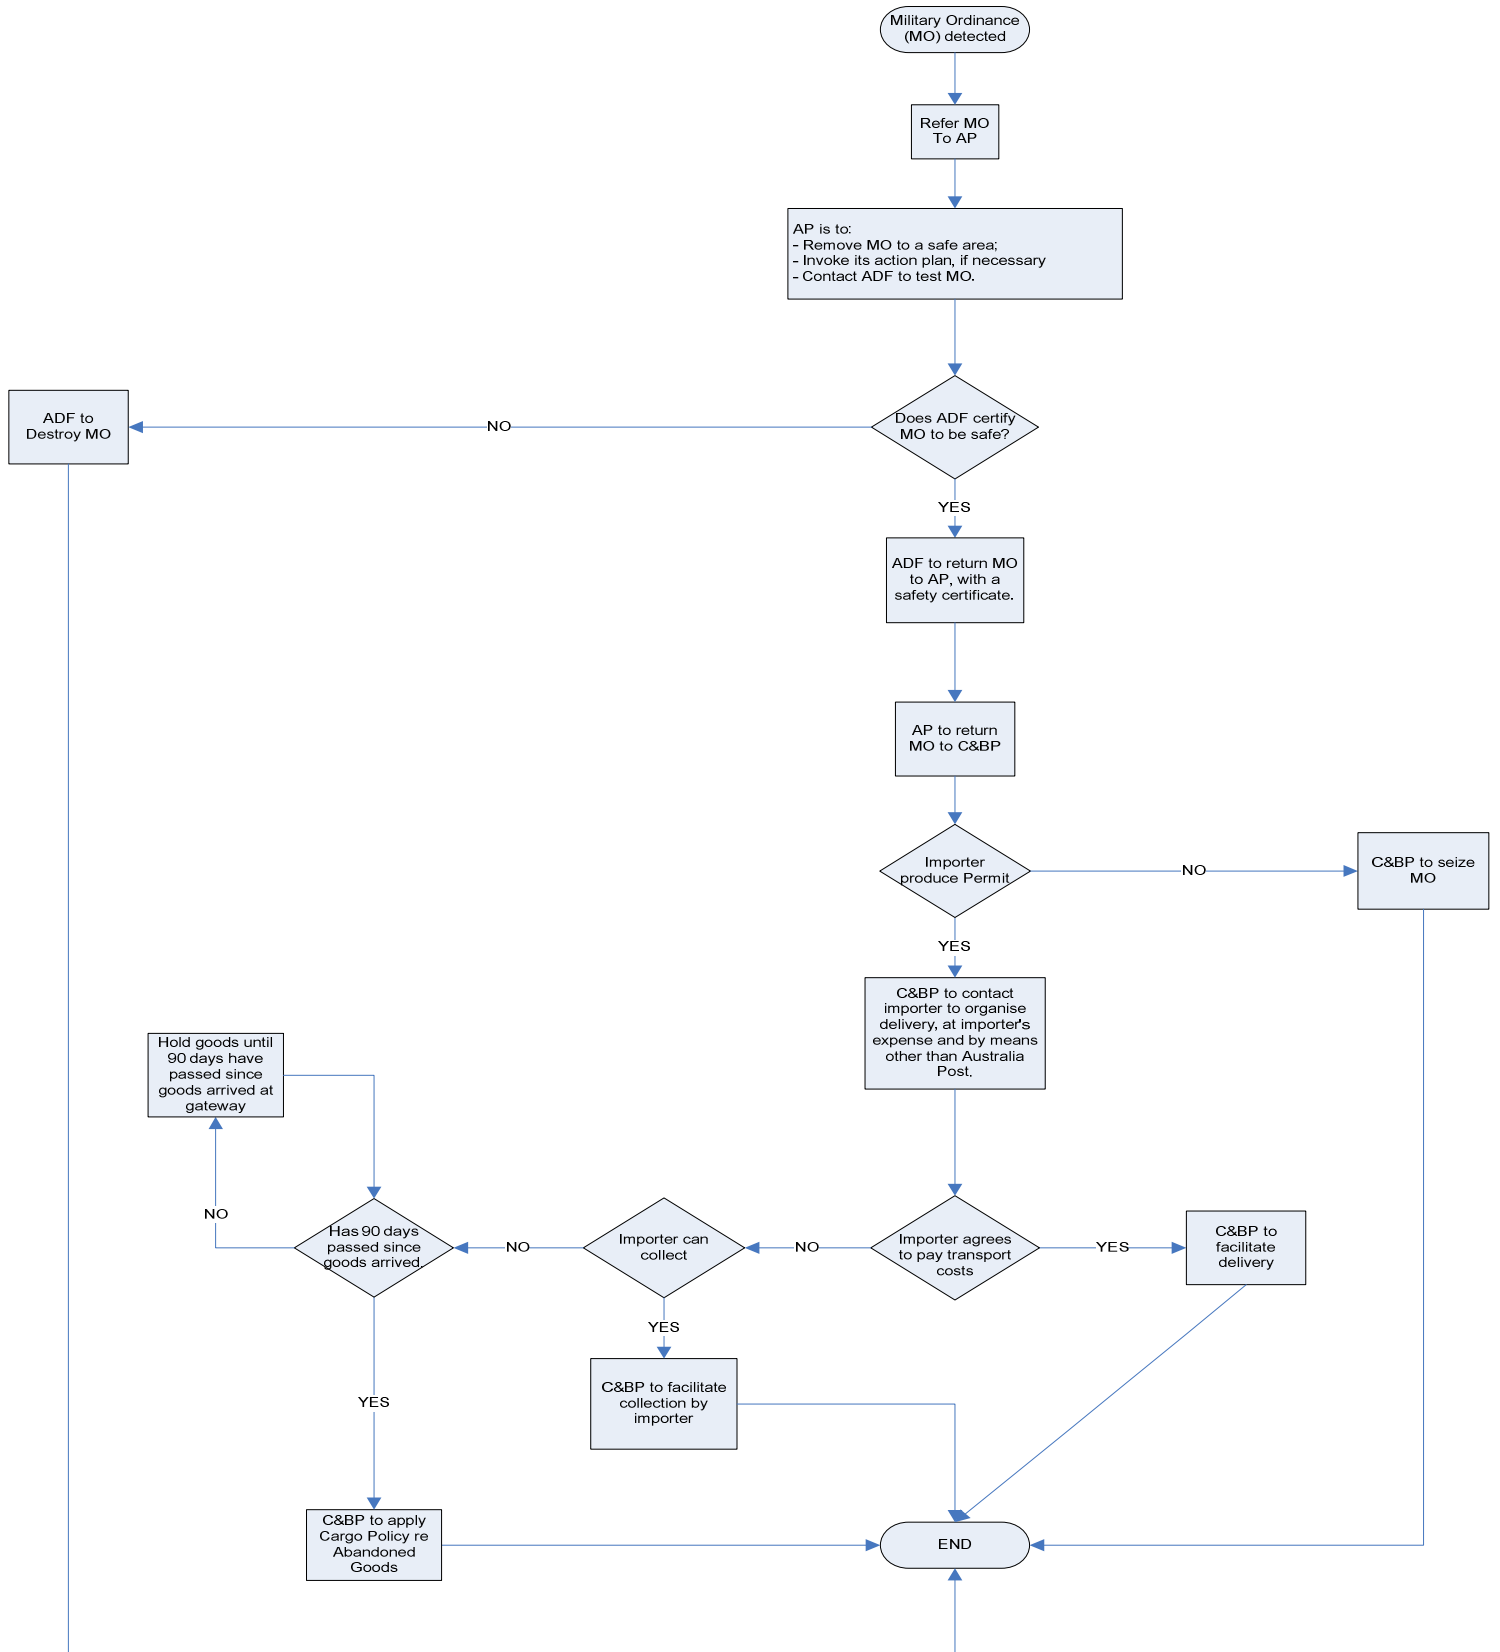 Military Ordinance
(MO) detected
Refer MO
To AP
AP is to:
- Remove MO to a safe area;
- Invoke its action plan, if necessary
- Contact ADF to test MO.
Does ADF certify
MO to be safe?
NO
ADF to
Destroy MO
YES
ADF to return MO
to AP, with a
safety certificate.
AP to return
MO to C&BP
Importer
produce Permit
NO
C&BP to seize
MO
YES
C&BP to contact
importer to organise
delivery, at importer's
expense and by means
other than Australia
Post.
Hold goods until
90 days have
passed since
goods arrived at
gateway
NO
Has 90 days
passed since
goods arrived.
NO
Importer can
collect
NO
Importer agrees
to pay transport
costs
YES
C&BP to
facilitate
delivery
YES
C&BP to facilitate
collection by
importer
YES
C&BP to apply
Cargo Policy re
Abandoned
Goods
END